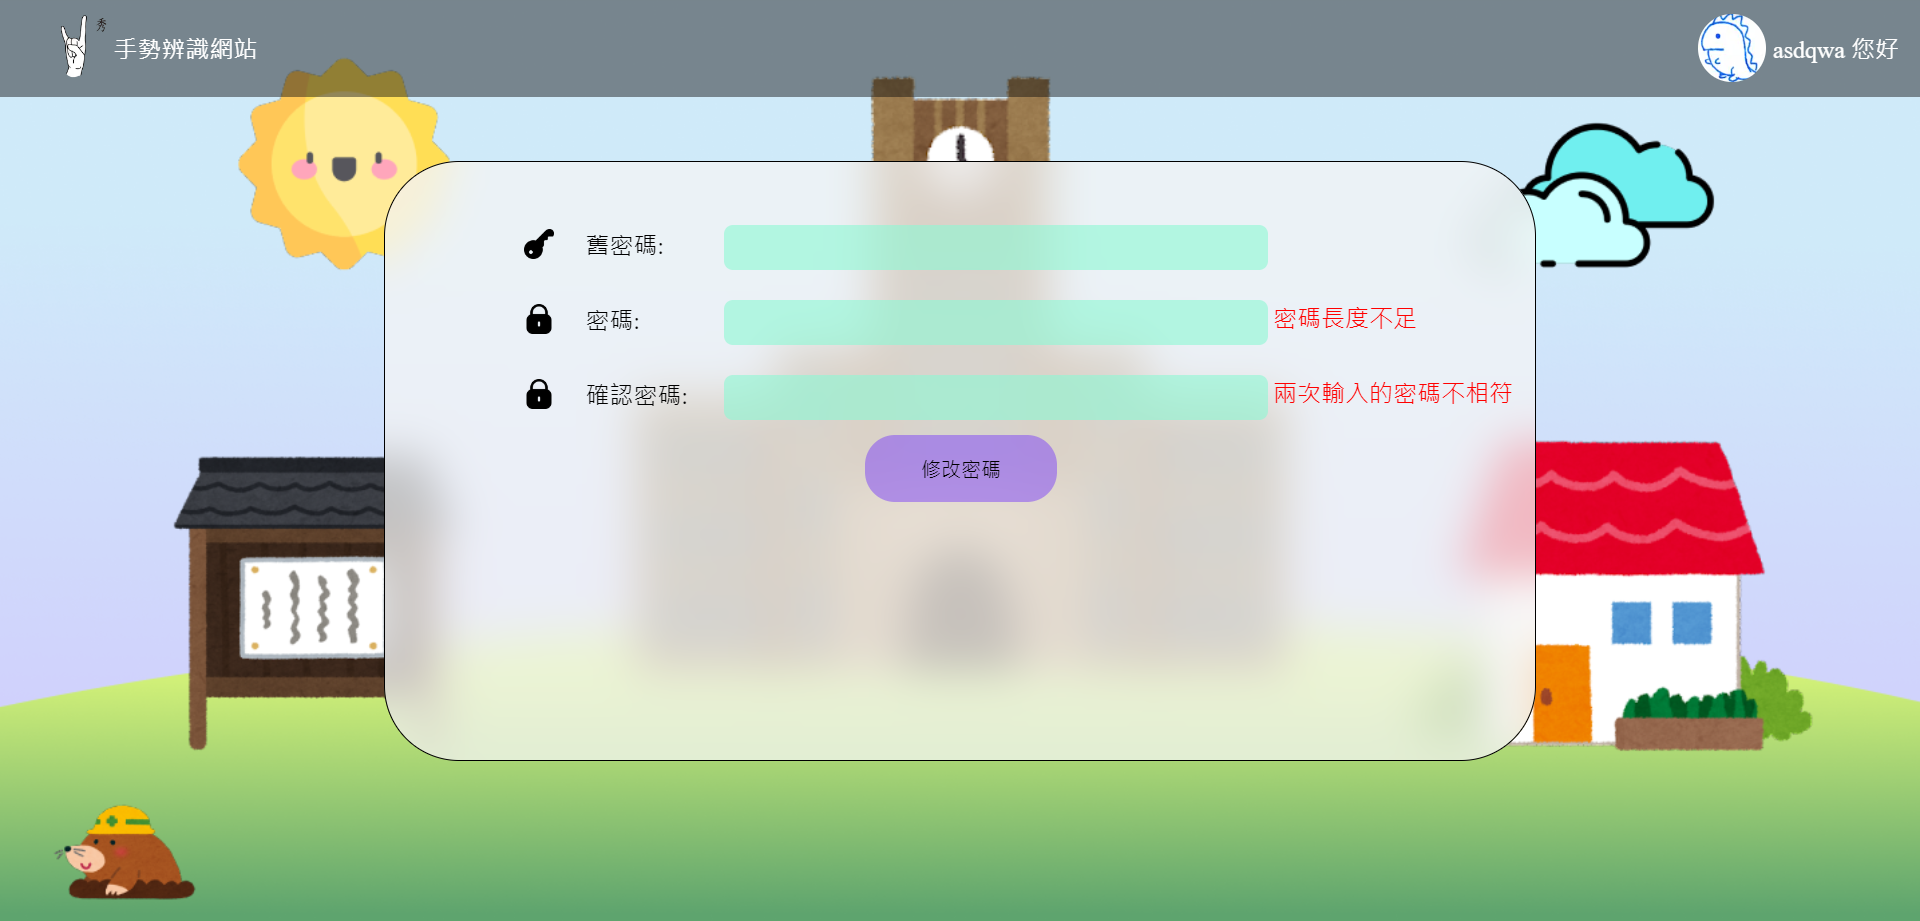 秀
手勢辨識網站
asdqwa 您好
舊密碼:
密碼:
密碼長度不足
確認密碼:
兩次輸入的密碼不相符
修改密碼